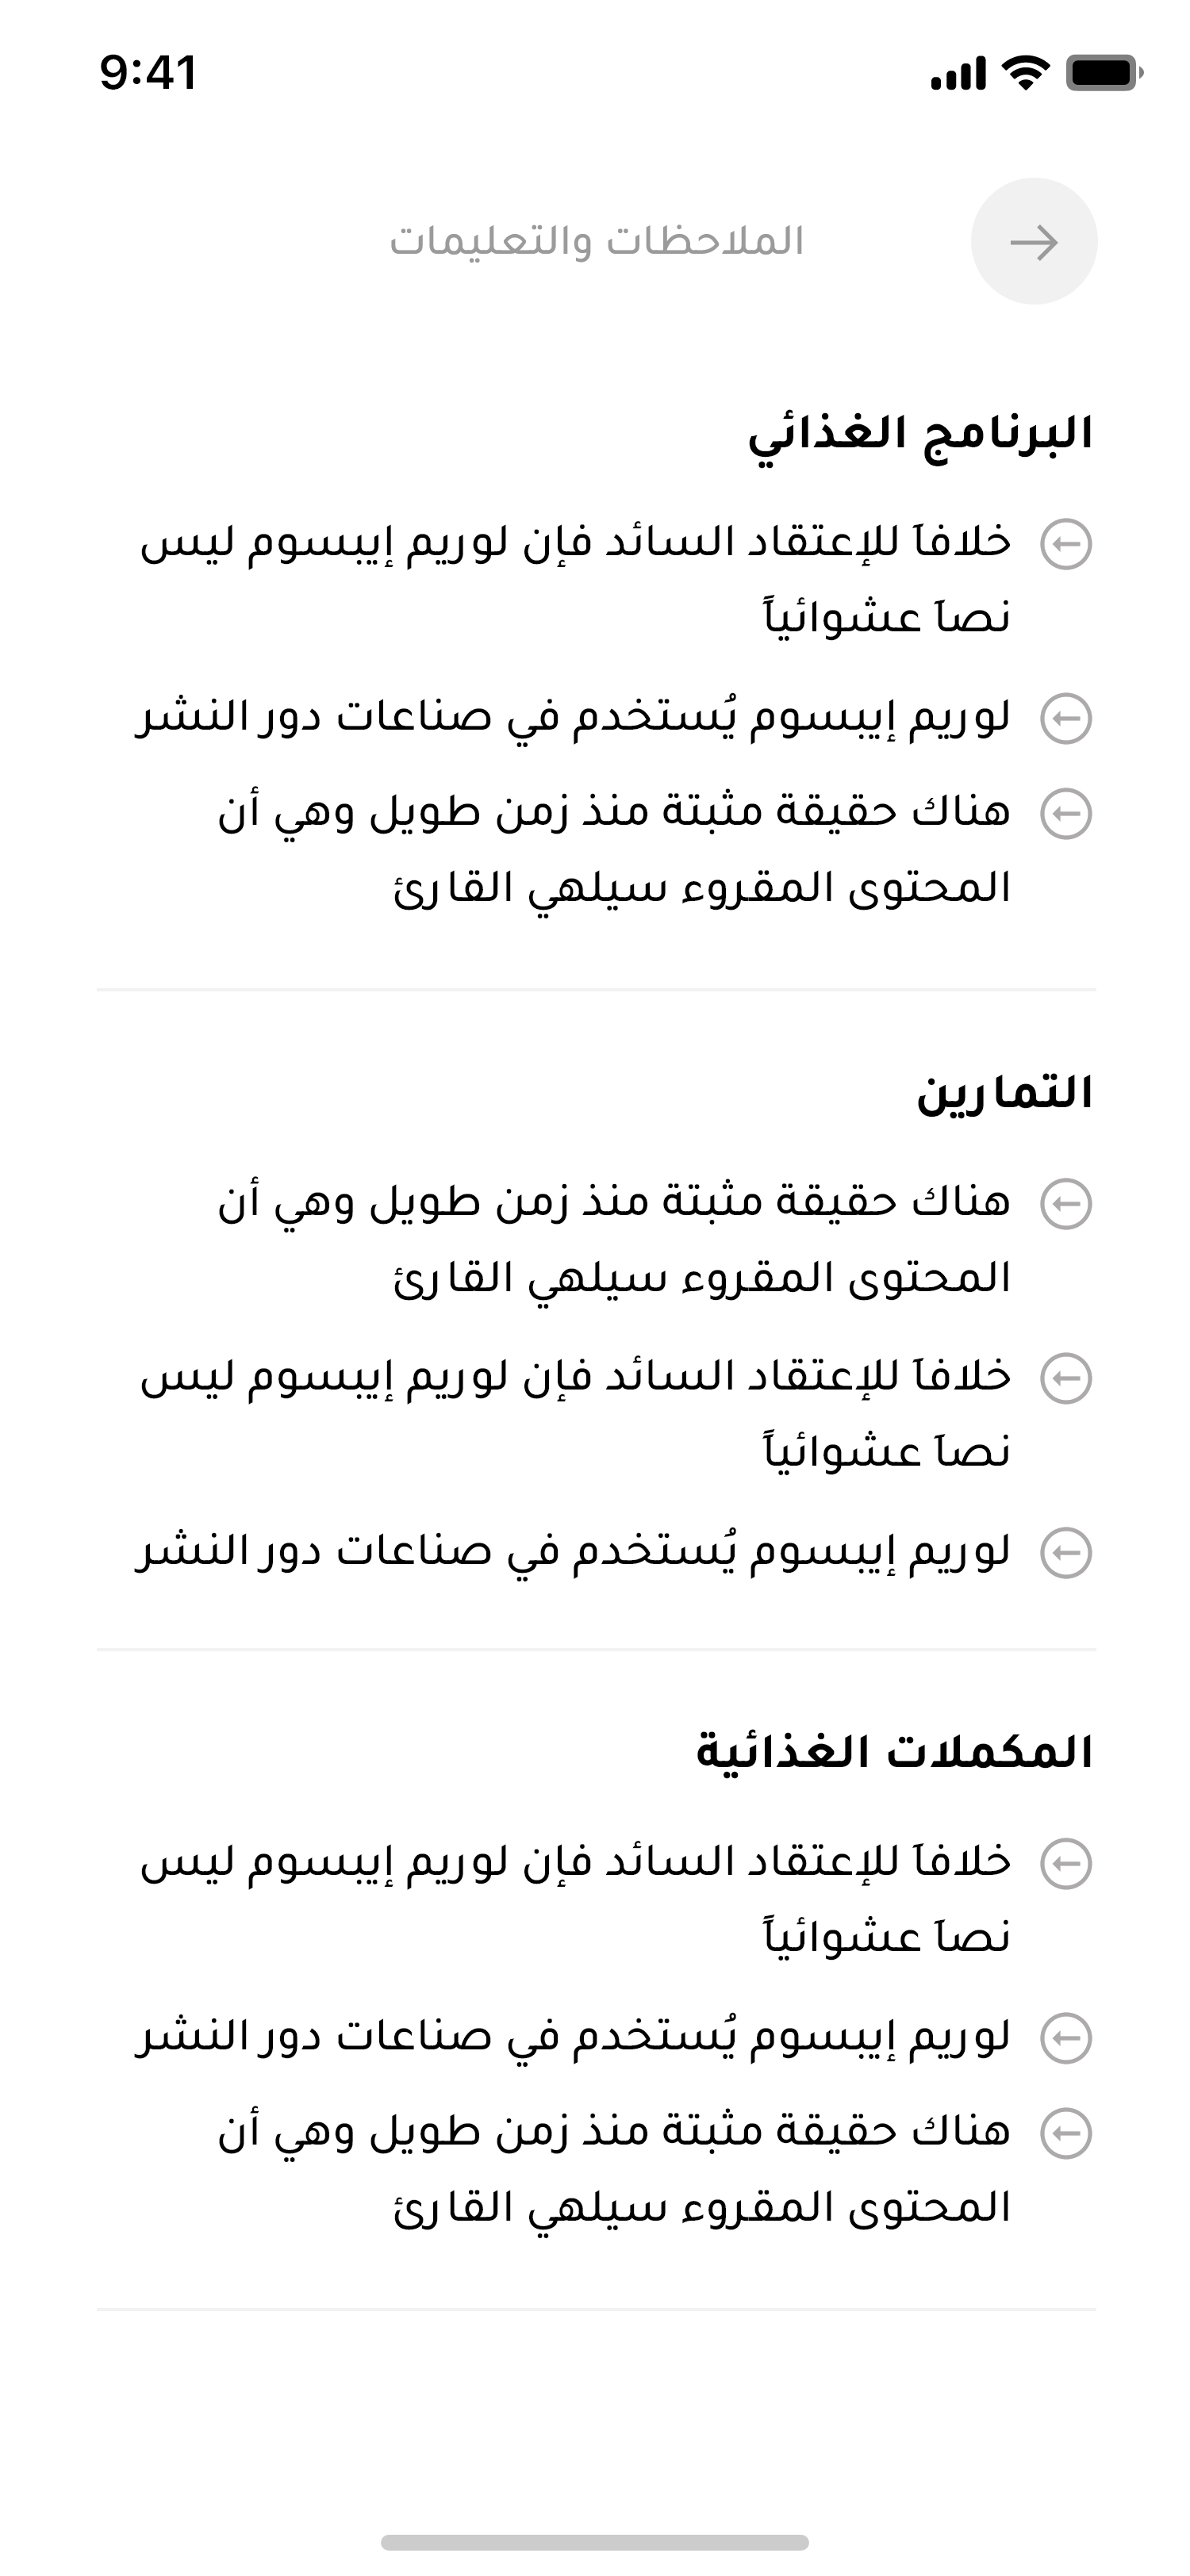 9:41
الملاحظات والتعليمات
البرنامج الغذائي
خلافاَ للإعتقاد السائد فإن لوريم إيبسوم ليس
نصاَ عشوائياً
لوريم إيبسوم يُستخدم في صناعات دور النشر
هناك حقيقة مثبتة منذ زمن طويل وهي أن
المحتوى المقروء سيلهي القارئ
التمارين
هناك حقيقة مثبتة منذ زمن طويل وهي أن
المحتوى المقروء سيلهي القارئ
خلافاَ للإعتقاد السائد فإن لوريم إيبسوم ليس
نصاَ عشوائياً
لوريم إيبسوم يُستخدم في صناعات دور النشر
المكملات الغذائية
خلافاَ للإعتقاد السائد فإن لوريم إيبسوم ليس
نصاَ عشوائياً
لوريم إيبسوم يُستخدم في صناعات دور النشر
هناك حقيقة مثبتة منذ زمن طويل وهي أن
المحتوى المقروء سيلهي القارئ